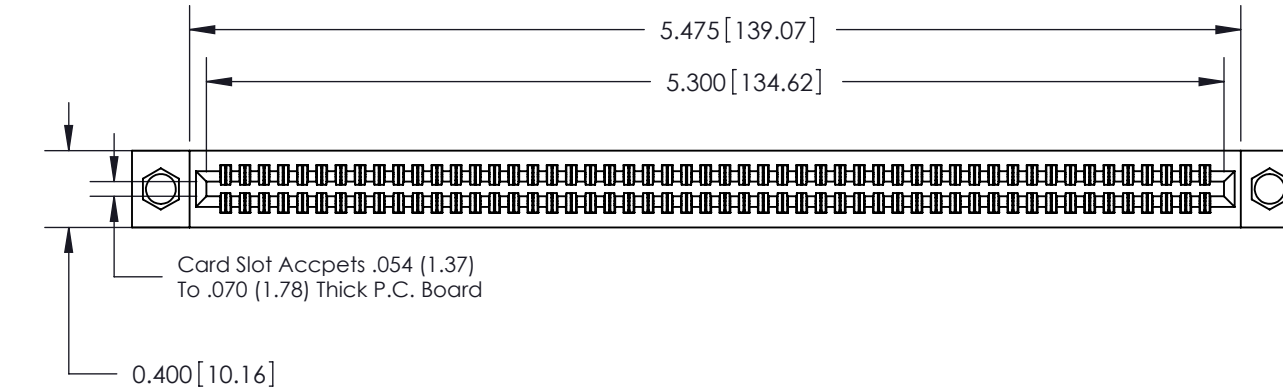 5.475[139.07]
5.300[134.62]
Card Slot Accpets .054 (1.37)
To .070 (1.78) Thick P.C. Board
0.400[10.16]